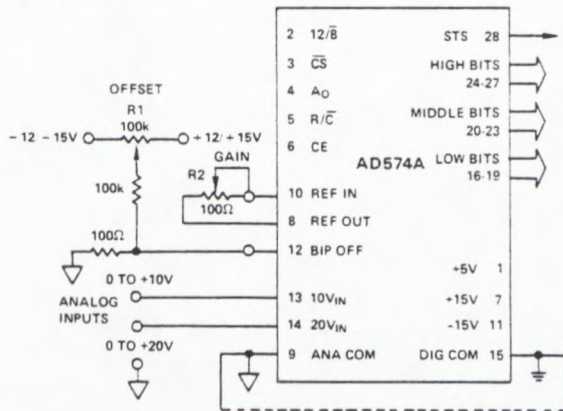 OFFSET
R1
100k
-12 -15V
+12/+15V
100k
GAIN
R2
100Ω
100Ω
0 TO +10V
ANALOG
INPUTS
0 TO +20V
2 12/8̅
3 C̅S̅
4 AO
5 R/C̅
6 CE
10 REF IN
8 REF OUT
12 BIP OFF
13 10VIN
14 20VIN
9 ANA COM
AD574A
STS 28
HIGH BITS
24-27
MIDDLE BITS
20-23
LOW BITS
16-19
+5V 1
+15V 7
-15V 11
DIG COM 15